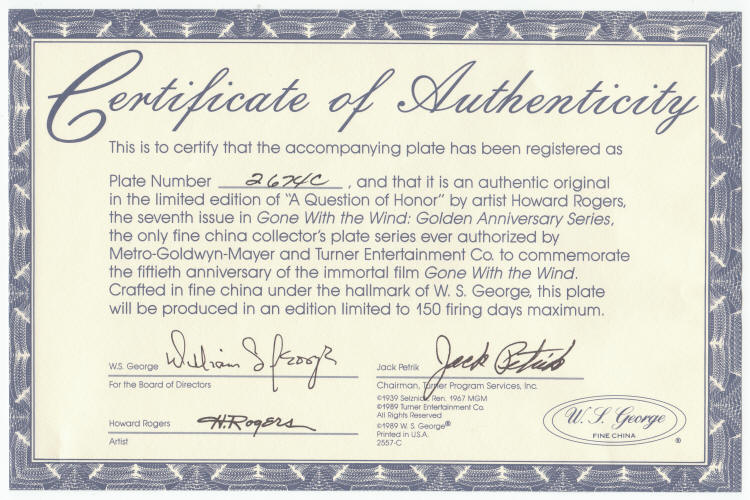 Certificate of Authenticity
This is to certify that the accompanying plate has been registered as
Plate Number 2674C, and that it is an authentic original
in the limited edition of "A Question of Honor" by artist Howard Rogers,
the seventh issue in Gone With the Wind: Golden Anniversary Series,
the only fine china collector's plate series ever authorized by
Metro-Goldwyn-Mayer and Turner Entertainment Co. to commemorate
the fiftieth anniversary of the immortal film Gone With the Wind.
Crafted in fine china under the hallmark of W. S. George, this plate
will be produced in an edition limited to 150 firing days maximum.
W.S. George
For the Board of Directors
Jack Petrik Jack Petrik
Chairman, Turner Program Services, Inc.
Howard Rogers H. Rogers
Artist
©1939 Selznick Ren. 1967 MGM
©1989 Turner Entertainment Co.
All Rights Reserved
©1989 W. S. George®
Printed in U.S.A.
2557-C
W. S. George
FINE CHINA
®